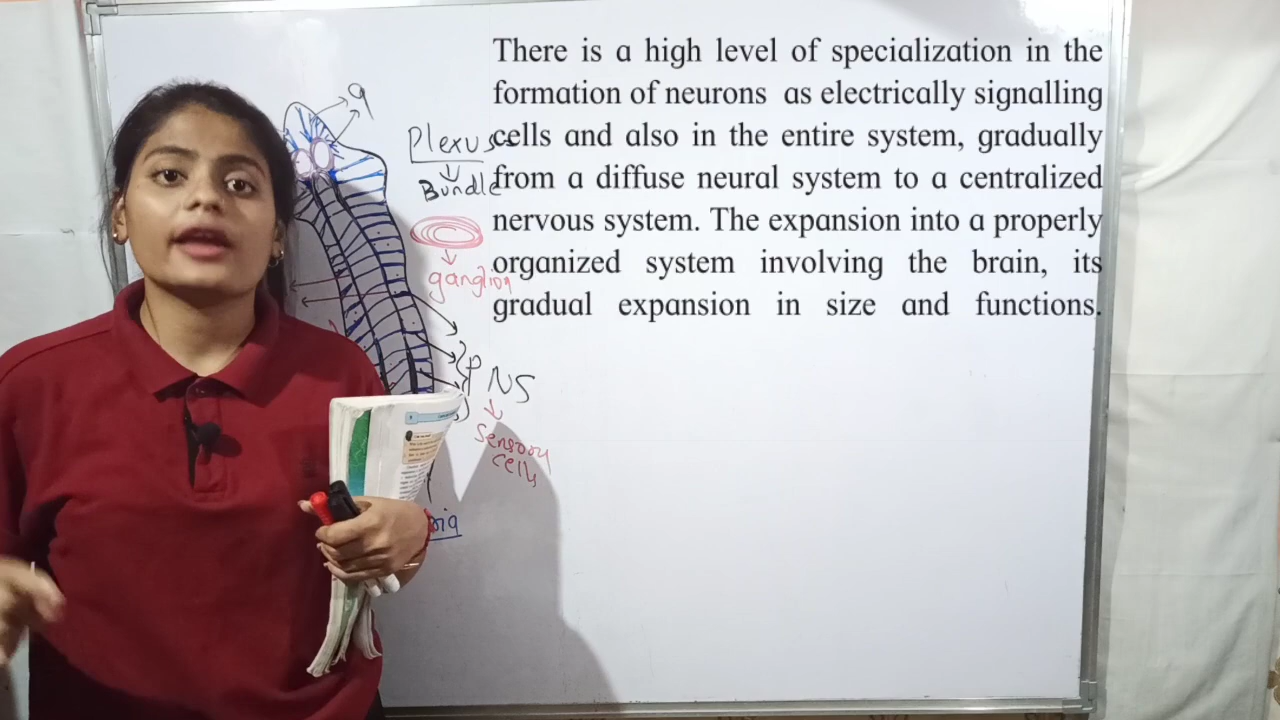 There is a high level of specialization in the
formation of neurons as electrically signalling
cells and also in the entire system, gradually
from a diffuse neural system to a centralized
nervous system. The expansion into a properly
organized system involving the brain, its
gradual expansion in size and functions.
g
Plexus
Bundle
ganglion
PNS
Sensory
cells